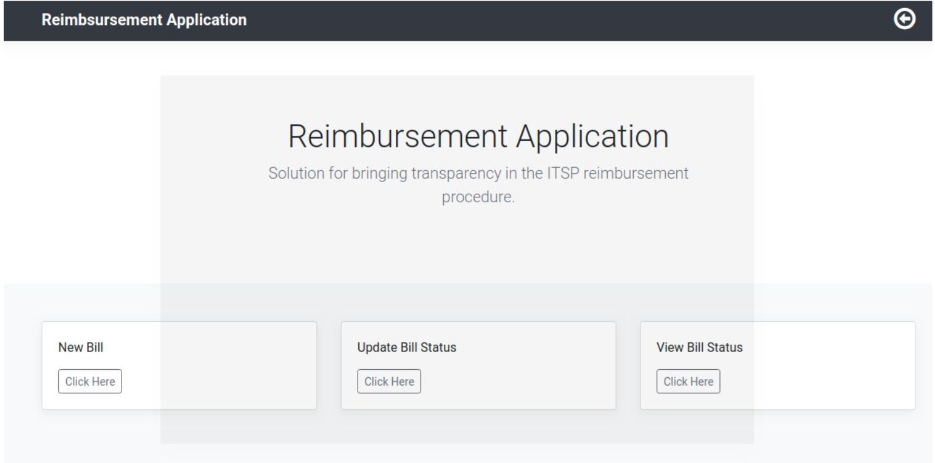 Reimbsursement Application
Reimbursement Application
Solution for bringing transparency in the ITSP reimbursement
procedure.
New Bill
Click Here
Update Bill Status
Click Here
View Bill Status
Click Here